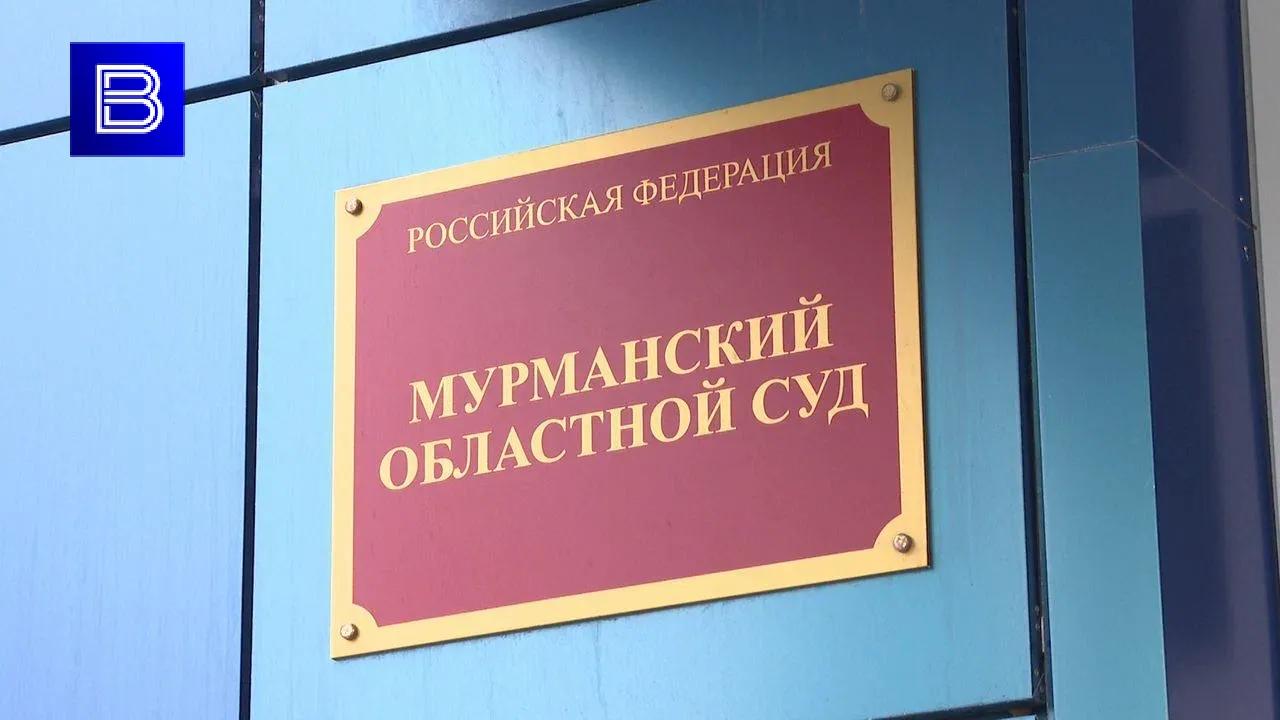 В
РОССИЙСКАЯ ФЕДЕРАЦИЯ
МУРМАНСКИЙ
ОБЛАСТНОЙ СУД